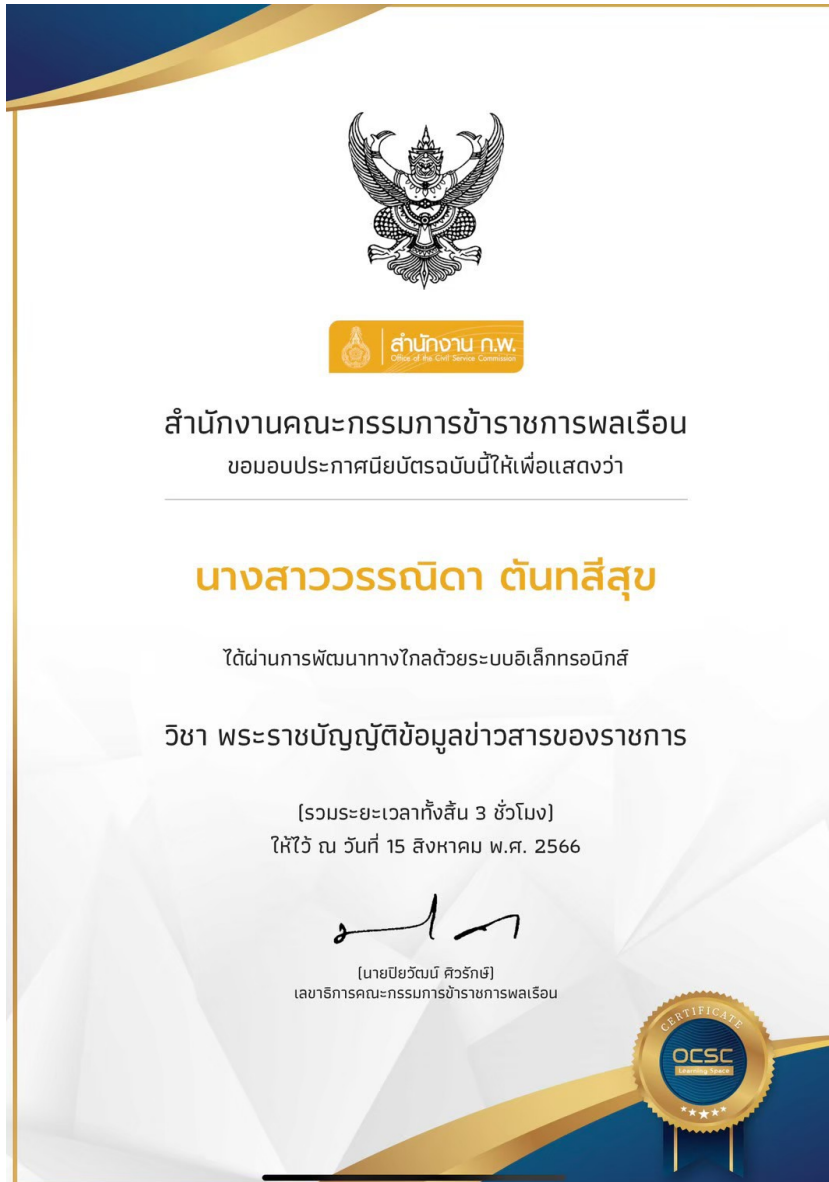 สำนักงาน ก.พ.
Office of the Civil Service Commission
สำนักงานคณะกรรมการข้าราชการพลเรือน
ขอมอบประกาศนียบัตรฉบับนี้ให้เพื่อแสดงว่า
นางสาววรรณิดา ตันทสีสุข
ได้ผ่านการพัฒนาทางไกลด้วยระบบอิเล็กทรอนิกส์
วิชา พระราชบัญญัติข้อมูลข่าวสารของราชการ
(รวมระยะเวลาทั้งสิ้น 3 ชั่วโมง)
ให้ไว้ ณ วันที่ 15 สิงหาคม พ.ศ. 2566
(นายปิยวัฒน์ ศิวรักษ์)
เลขาธิการคณะกรรมการข้าราชการพลเรือน
CERTIFICATE
OCSC
Learning Space